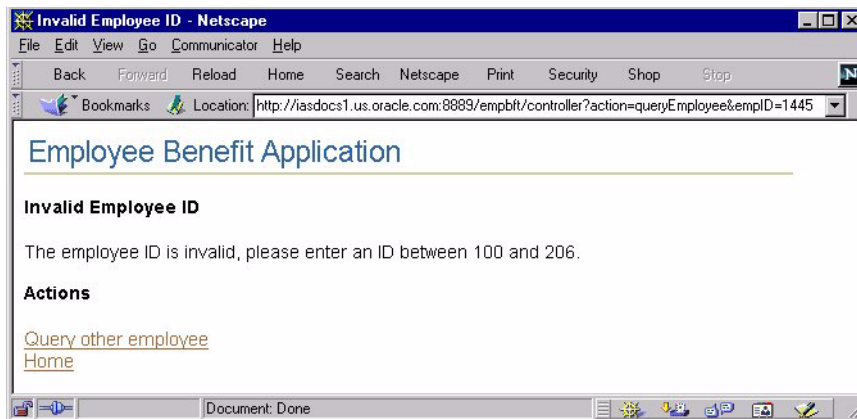 Invalid Employee ID - Netscape
File Edit View Go Communicator Help
Back Forward Reload Home Search Netscape Print Security Shop Stop N
Bookmarks Location: http://iasdocs1.us.oracle.com:8889/empbft/controller?action=queryEmployee&empID=1445
Employee Benefit Application
Invalid Employee ID
The employee ID is invalid, please enter an ID between 100 and 206.
Actions
Query other employee
Home
Document: Done